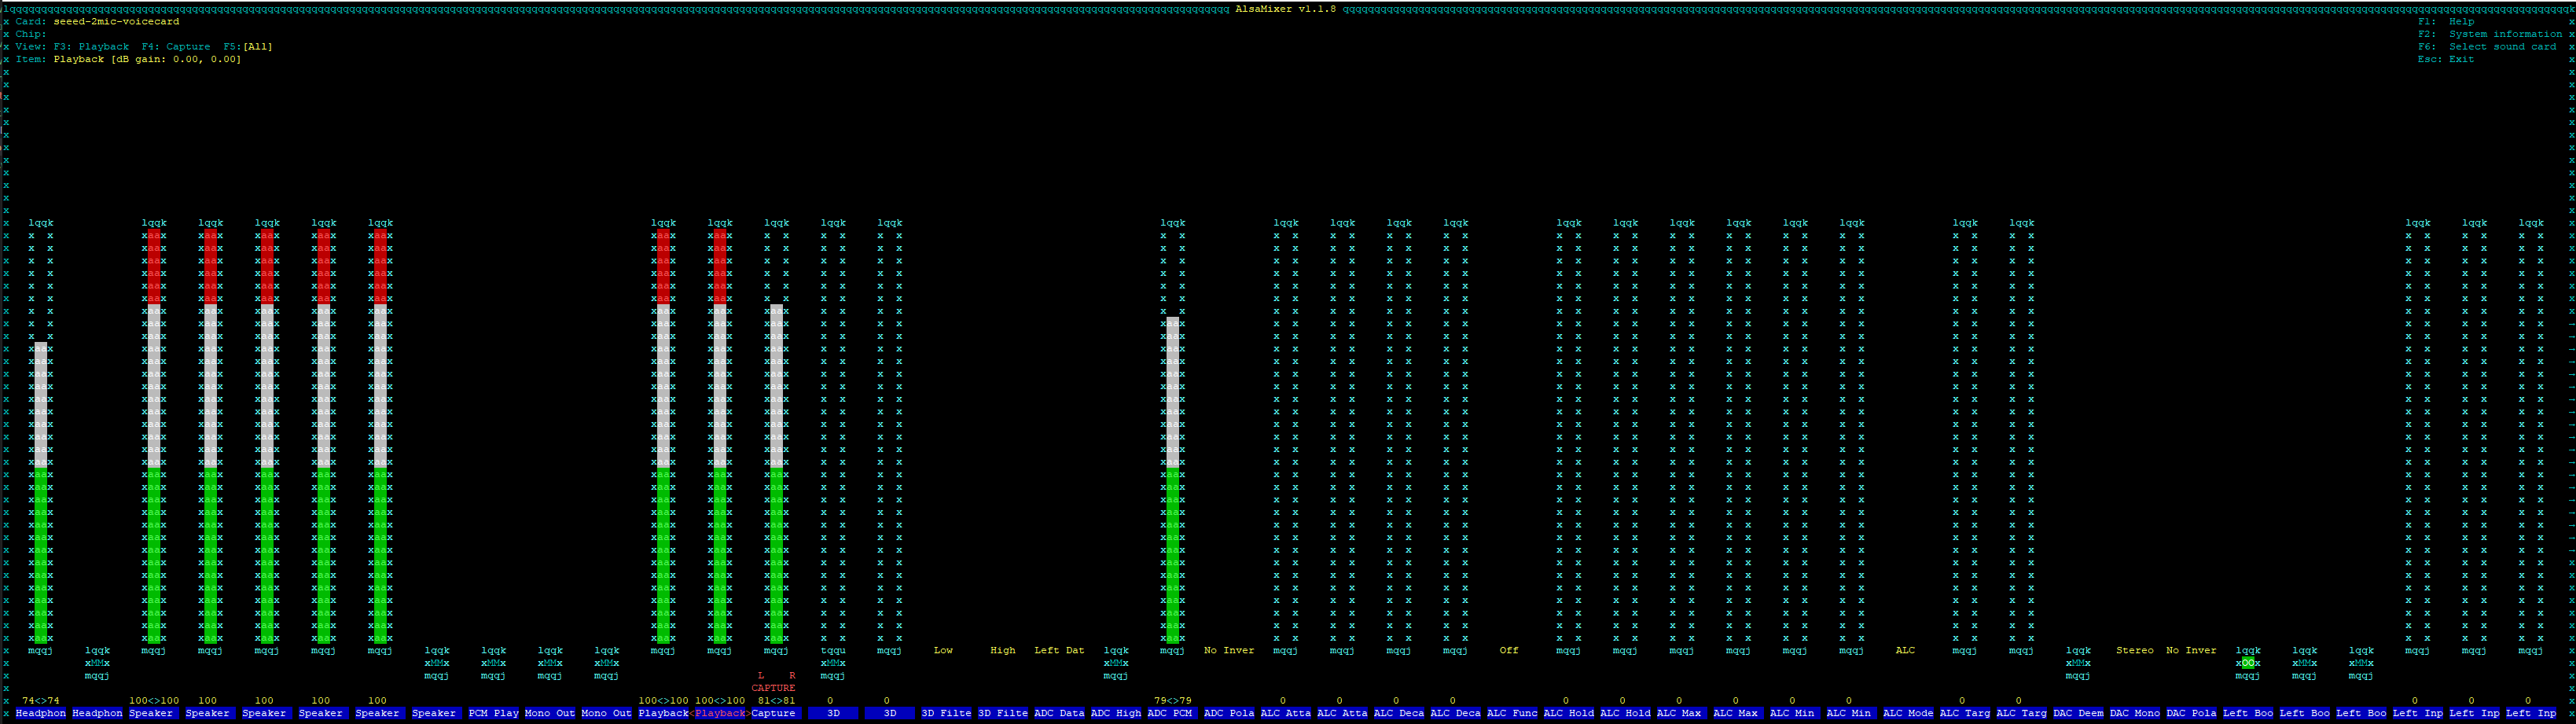 AlsaMixer v1.1.8
Card: seeed-2mic-voicecard
F1: Help
Chip:
F2: System information
View: F3: Playback F4: Capture F5:[All]
F6: Select sound card
Item: Playback [dB gain: 0.00, 0.00]
Esc: Exit
Low High Left Dat No Inver Off ALC Stereo No Inver
L R
CAPTURE
74<>74 100<>100 100 100 100 100 100<>100 100<>100 81<>81 0 0 79<>79 0 0 0 0 0 0 0 0 0 0 0 0 0 0 0
Headphon Headphon Speaker Speaker Speaker Speaker Speaker Speaker PCM Play Mono Out Mono Out Playback<Playback>Capture 3D 3D 3D Filte 3D Filte ADC Data ADC High ADC PCM ADC Pola ALC Atta ALC Atta ALC Deca ALC Deca ALC Func ALC Hold ALC Hold ALC Max ALC Max ALC Min ALC Min ALC Mode ALC Targ ALC Targ DAC Deem DAC Mono DAC Pola Left Boo Left Boo Left Boo Left Inp Left Inp Left Inp